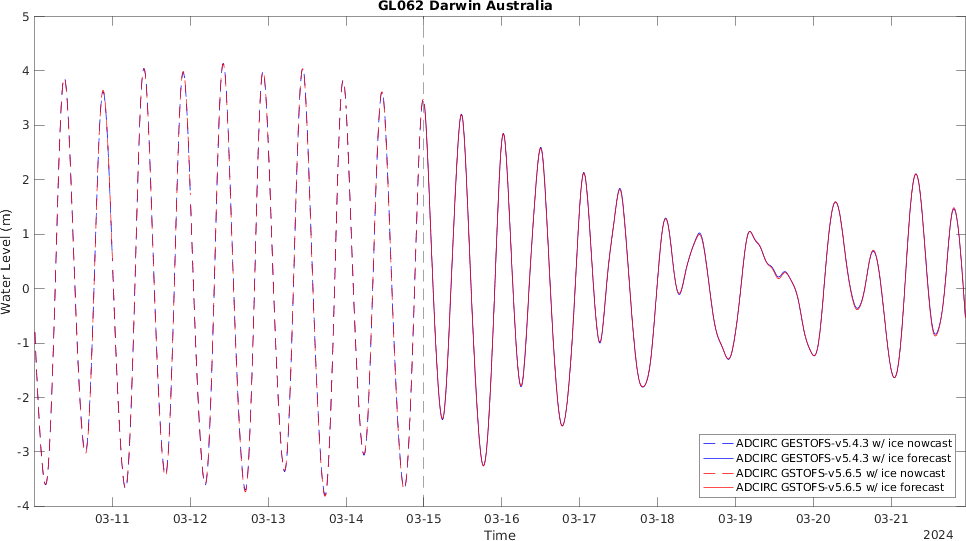 GL062 Darwin Australia
5
4
3
2
1
0
-1
-2
-3
-4
Water Level (m)
03-11 03-12 03-13 03-14 03-15 03-16 03-17 03-18 03-19 03-20 03-21
Time
2024
ADCIRC GESTOFS-v5.4.3 w/ ice nowcast
ADCIRC GESTOFS-v5.4.3 w/ ice forecast
ADCIRC GSTOFS-v5.6.5 w/ ice nowcast
ADCIRC GSTOFS-v5.6.5 w/ ice forecast